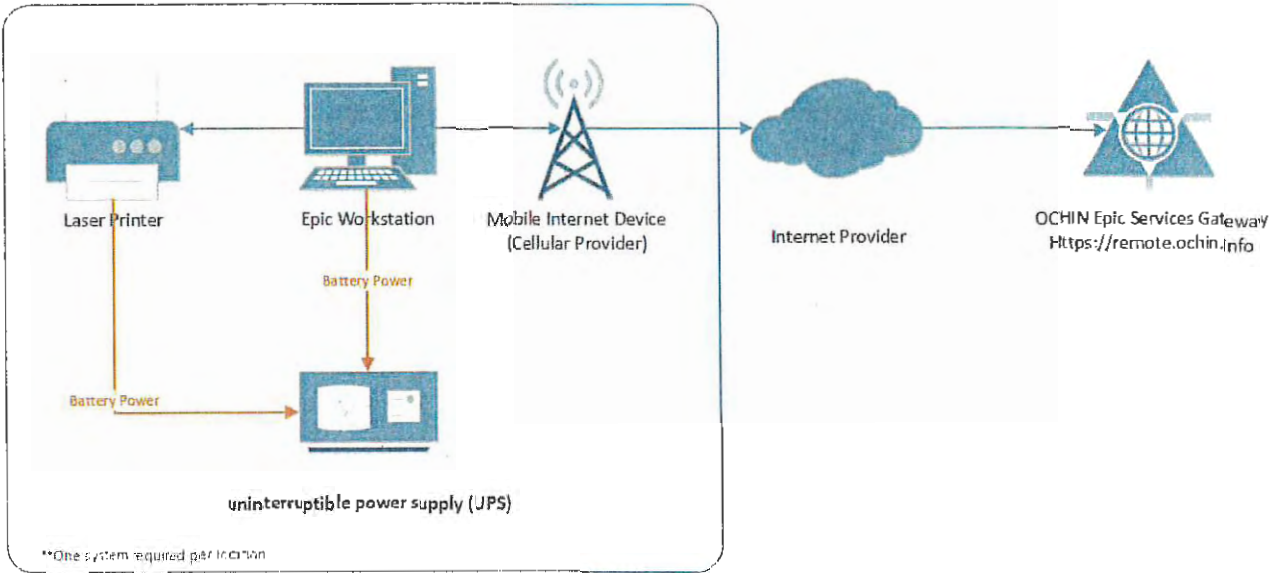 Laser Printer
Epic Workstation
Mobile Internet Device
(Cellular Provider)
Internet Provider
OCHIN Epic Services Gateway
Https://remote.ochin.info
Battery Power
Battery Power
uninterruptible power supply (UPS)
**One system required per location